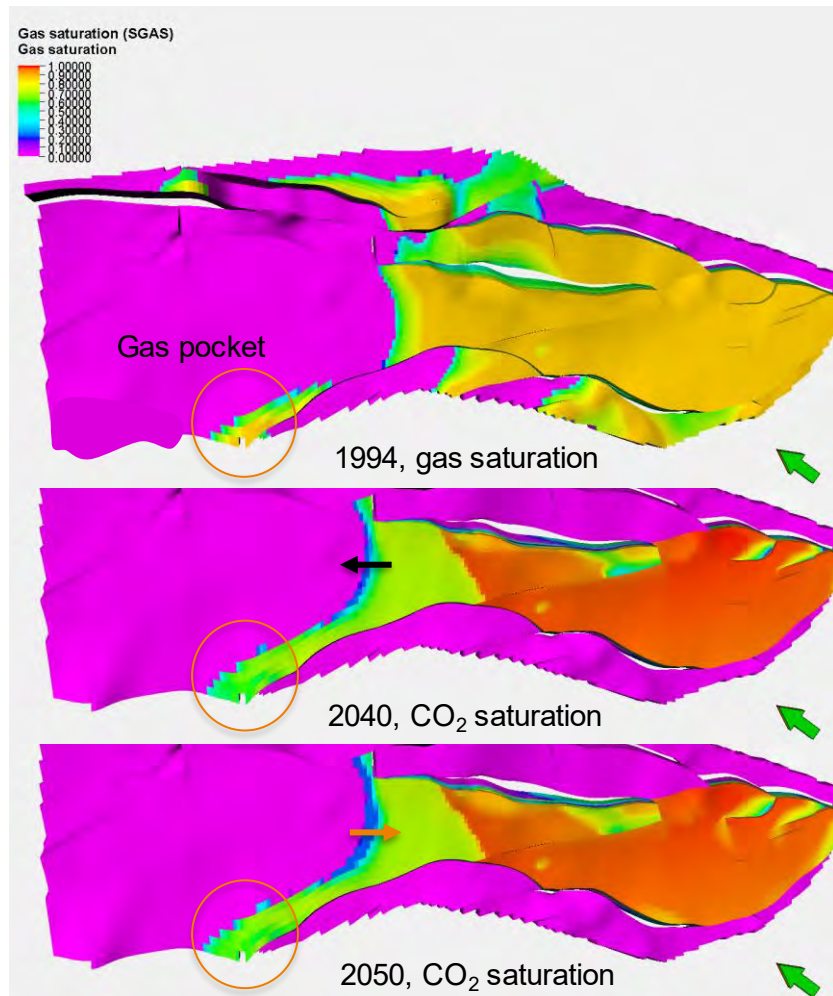 Gas saturation (SGAS)
Gas saturation
1.00000
0.90000
0.80000
0.70000
0.60000
0.50000
0.40000
0.30000
0.20000
0.10000
0.00000
Gas pocket
1994, gas saturation
2040, CO₂ saturation
2050, CO₂ saturation